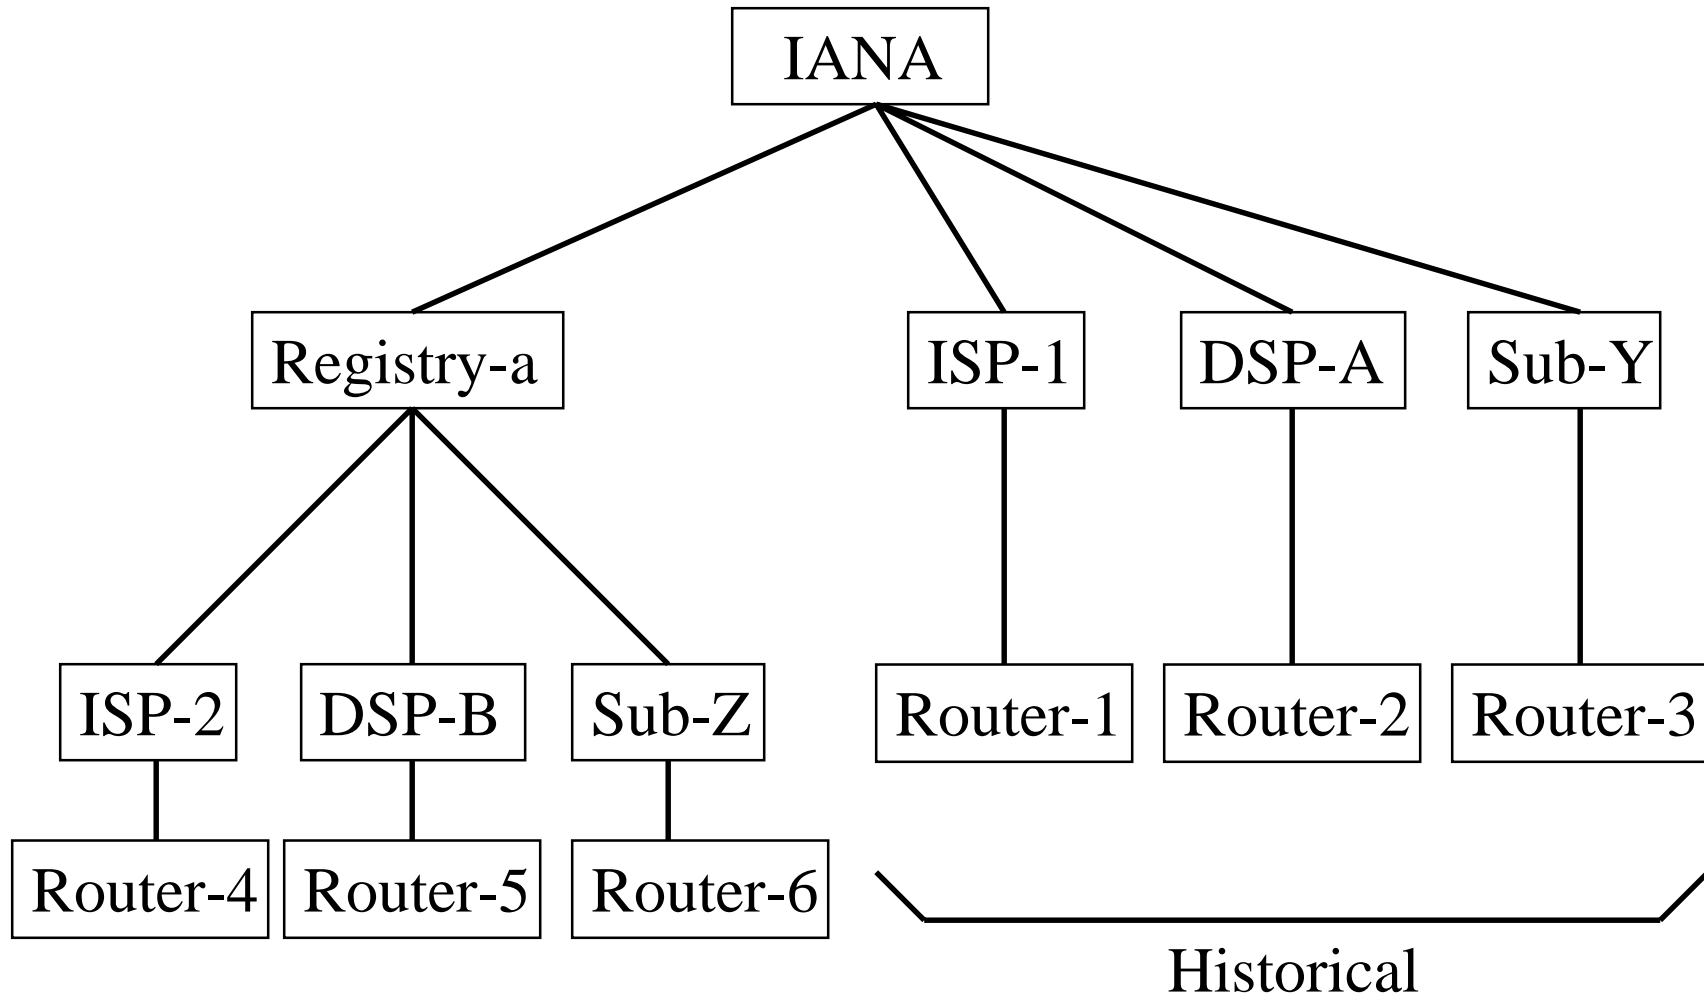 IANA
Registry-a
ISP-1
DSP-A
Sub-Y
ISP-2
DSP-B
Sub-Z
Router-1
Router-2
Router-3
Router-4
Router-5
Router-6
Historical